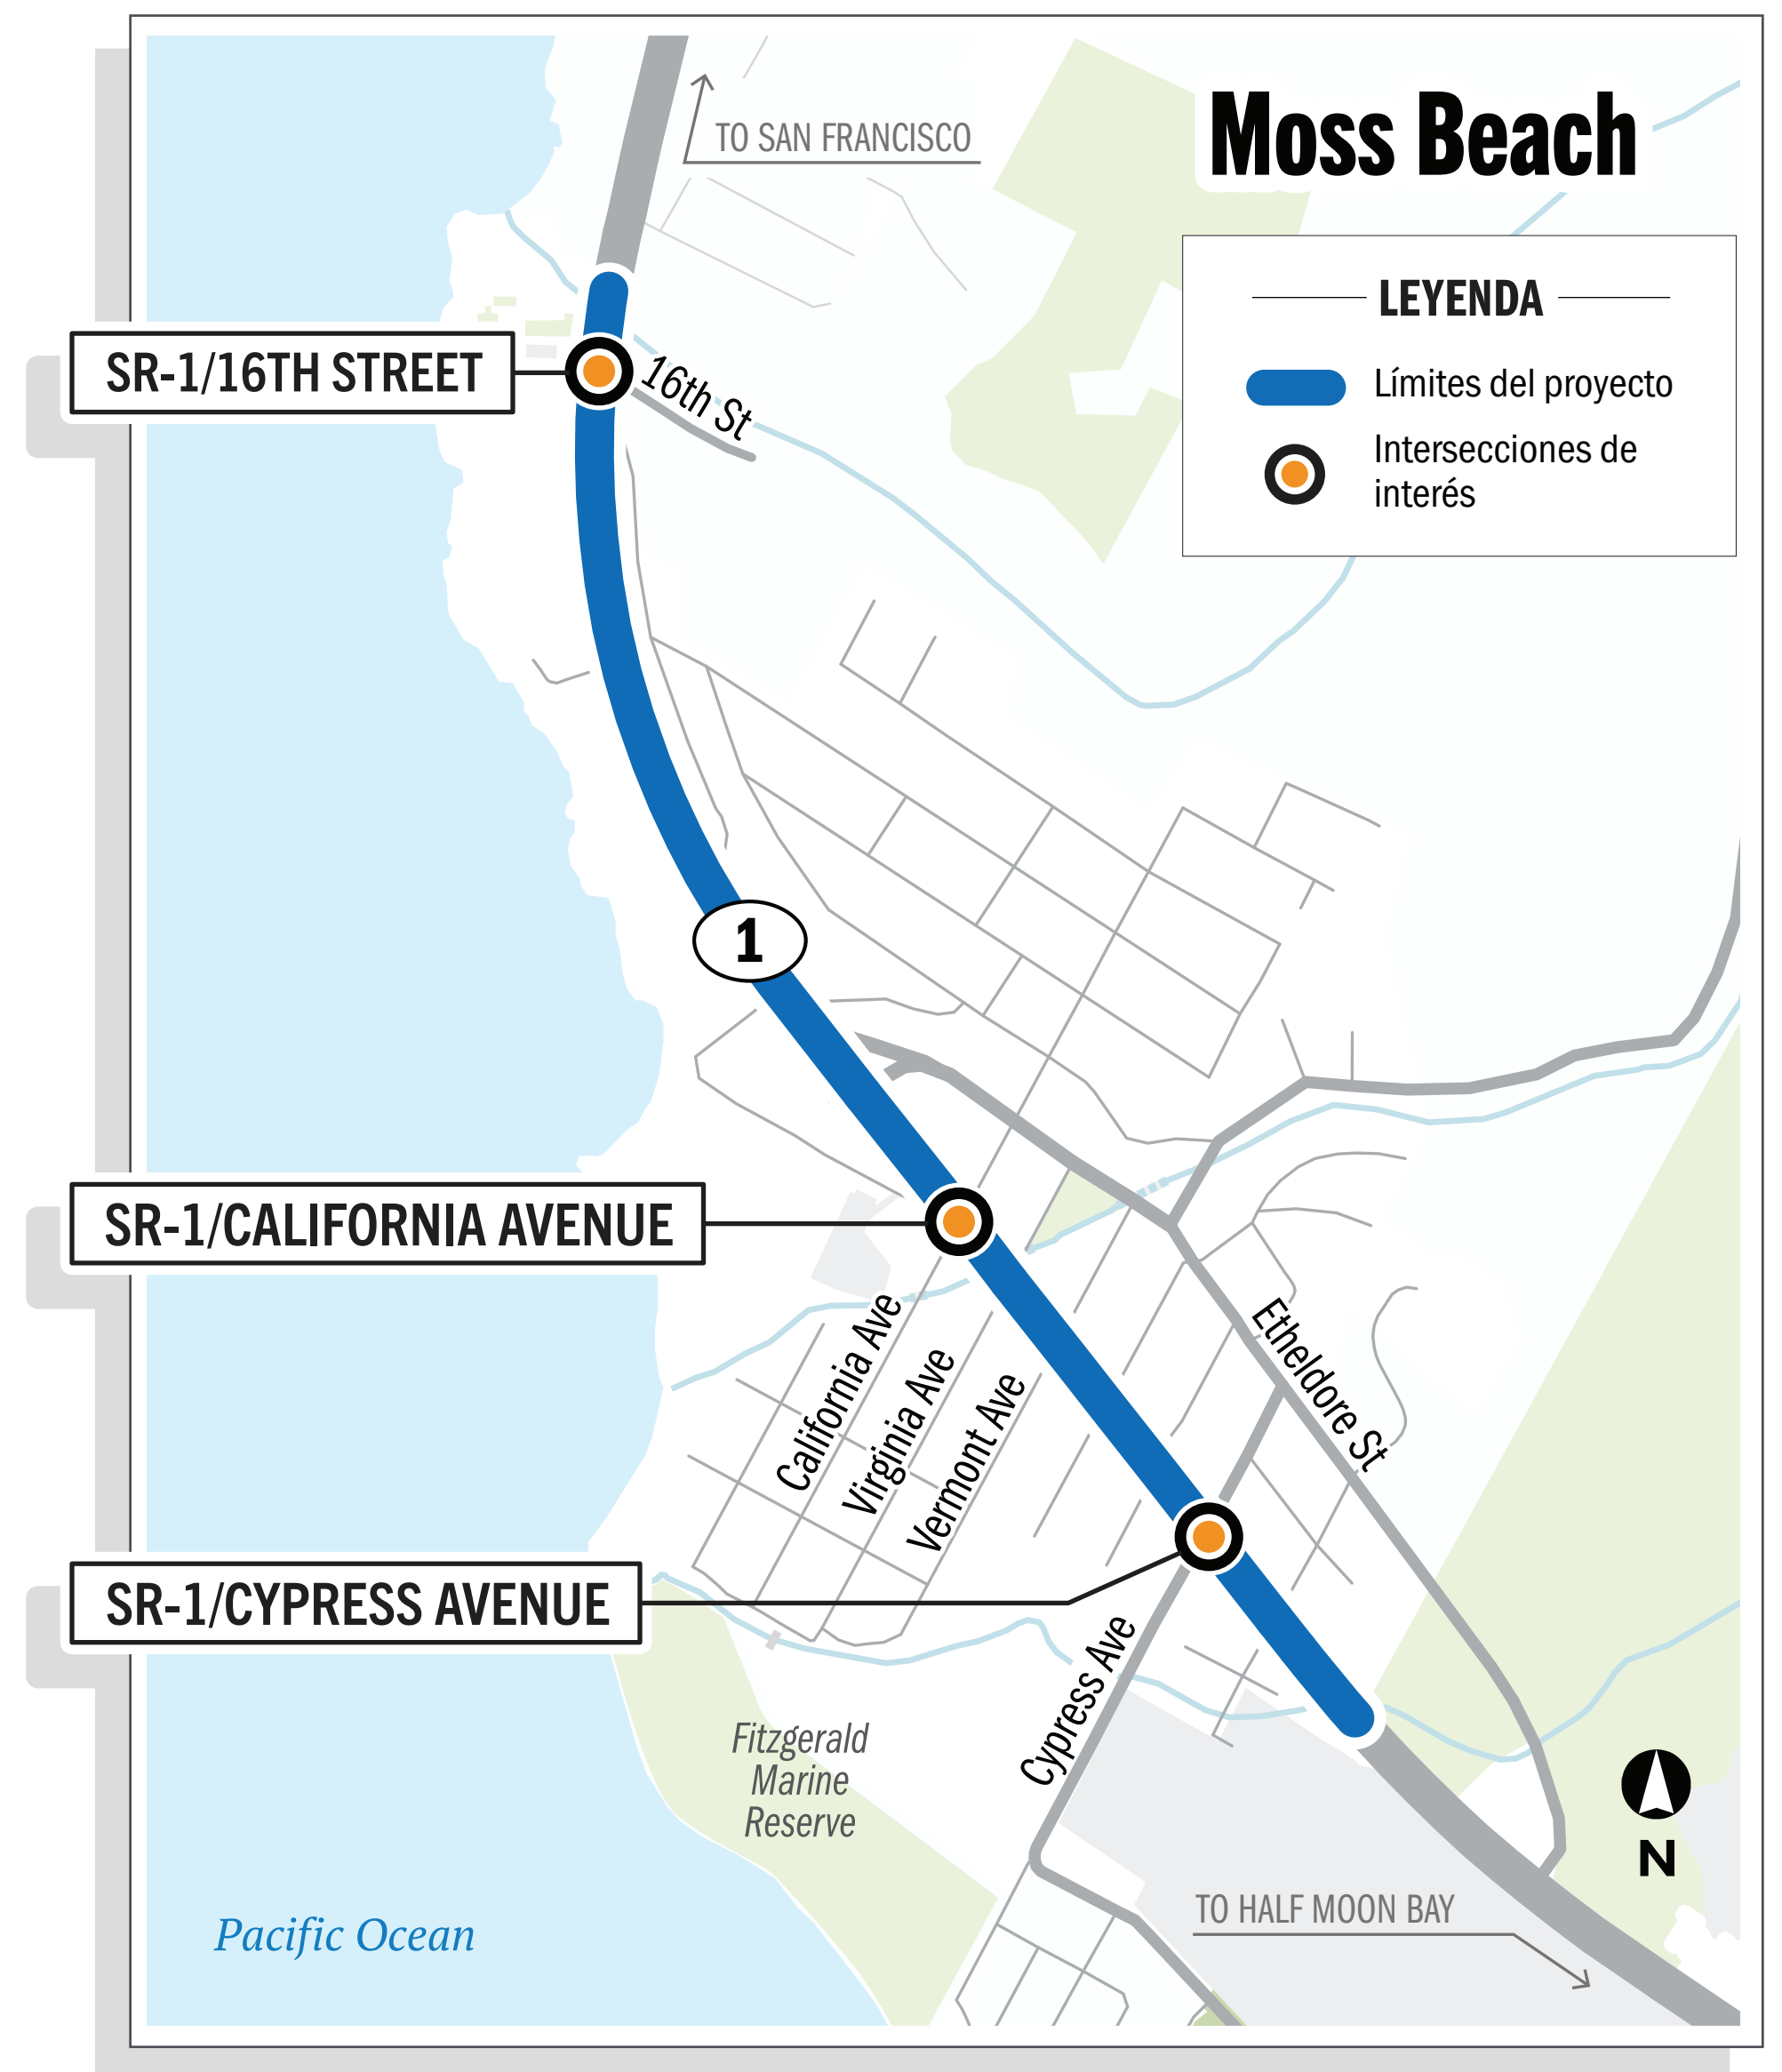 Moss Beach
TO SAN FRANCISCO
LEYENDA
Límites del proyecto
Intersecciones de
interés
SR-1/16TH STREET
16th St
1
SR-1/CALIFORNIA AVENUE
California Ave
Virginia Ave
Vermont Ave
Etheldore St
SR-1/CYPRESS AVENUE
Cypress Ave
Fitzgerald
Marine
Reserve
N
TO HALF MOON BAY
Pacific Ocean